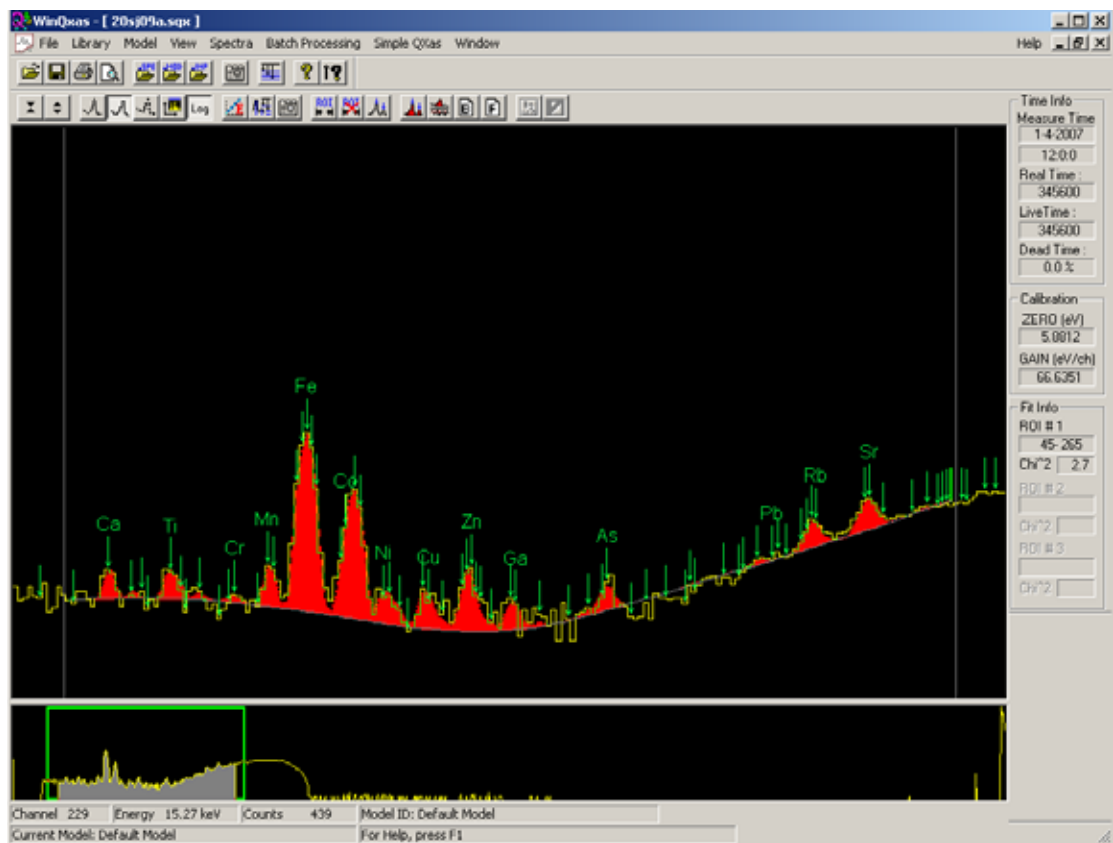 WinQxas - [ 20sj09a.sqx ]
File Library Model View Spectra Batch Processing Simple QXas Window Help
Log
ROI ROI
E F
Time Info
Measure Time
1-4-2007
12:0:0
Real Time :
345600
LiveTime :
345600
Dead Time :
0.0 %
Calibration
ZERO (eV)
5.0012
GAIN (eV/ch)
66.6351
Fit Info
ROI # 1
45- 265
Chi^2 2.7
ROI # 2
Chi^2
ROI # 3
Chi^2
Fe
Sr
Co Rb
Ca Ti Mn Zn Pb
Cr Ni Cu Ga As
Channel 229 Energy 15.27 keV Counts 439 Model ID: Default Model
Current Model: Default Model For Help, press F1